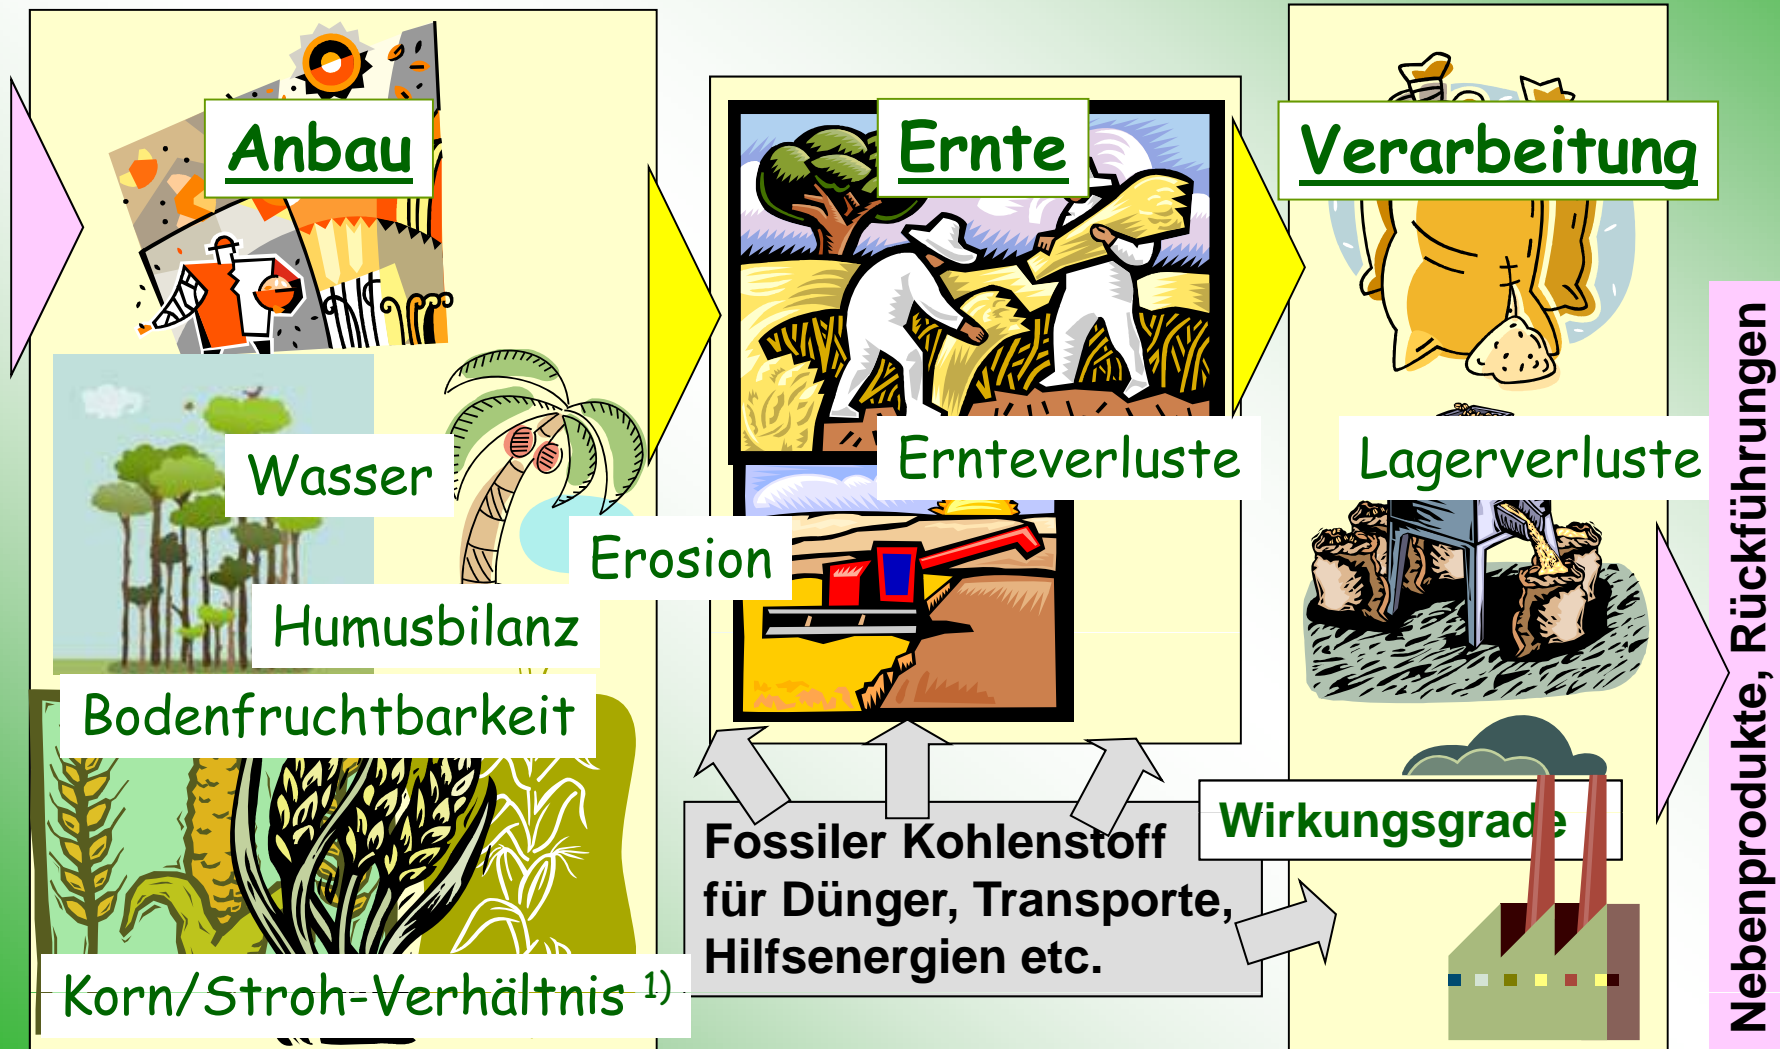 Anbau
Wasser
Erosion
Humusbilanz
Bodenfruchtbarkeit
Korn/Stroh-Verhältnis 1)
Ernte
Ernteverluste
Fossiler Kohlenstoff
für Dünger, Transporte,
Hilfsenergien etc.
Verarbeitung
Lagerverluste
Wirkungsgrade
Nebenprodukte, Rückführungen